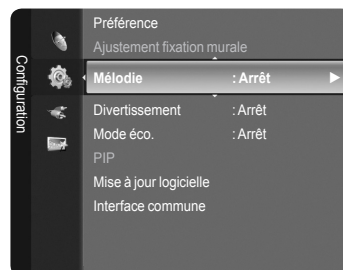 Configuration
Préférence
Ajustement fixation murale
Mélodie : Arrêt
Divertissement : Arrêt
Mode éco. : Arrêt
PIP
Mise à jour logicielle
Interface commune